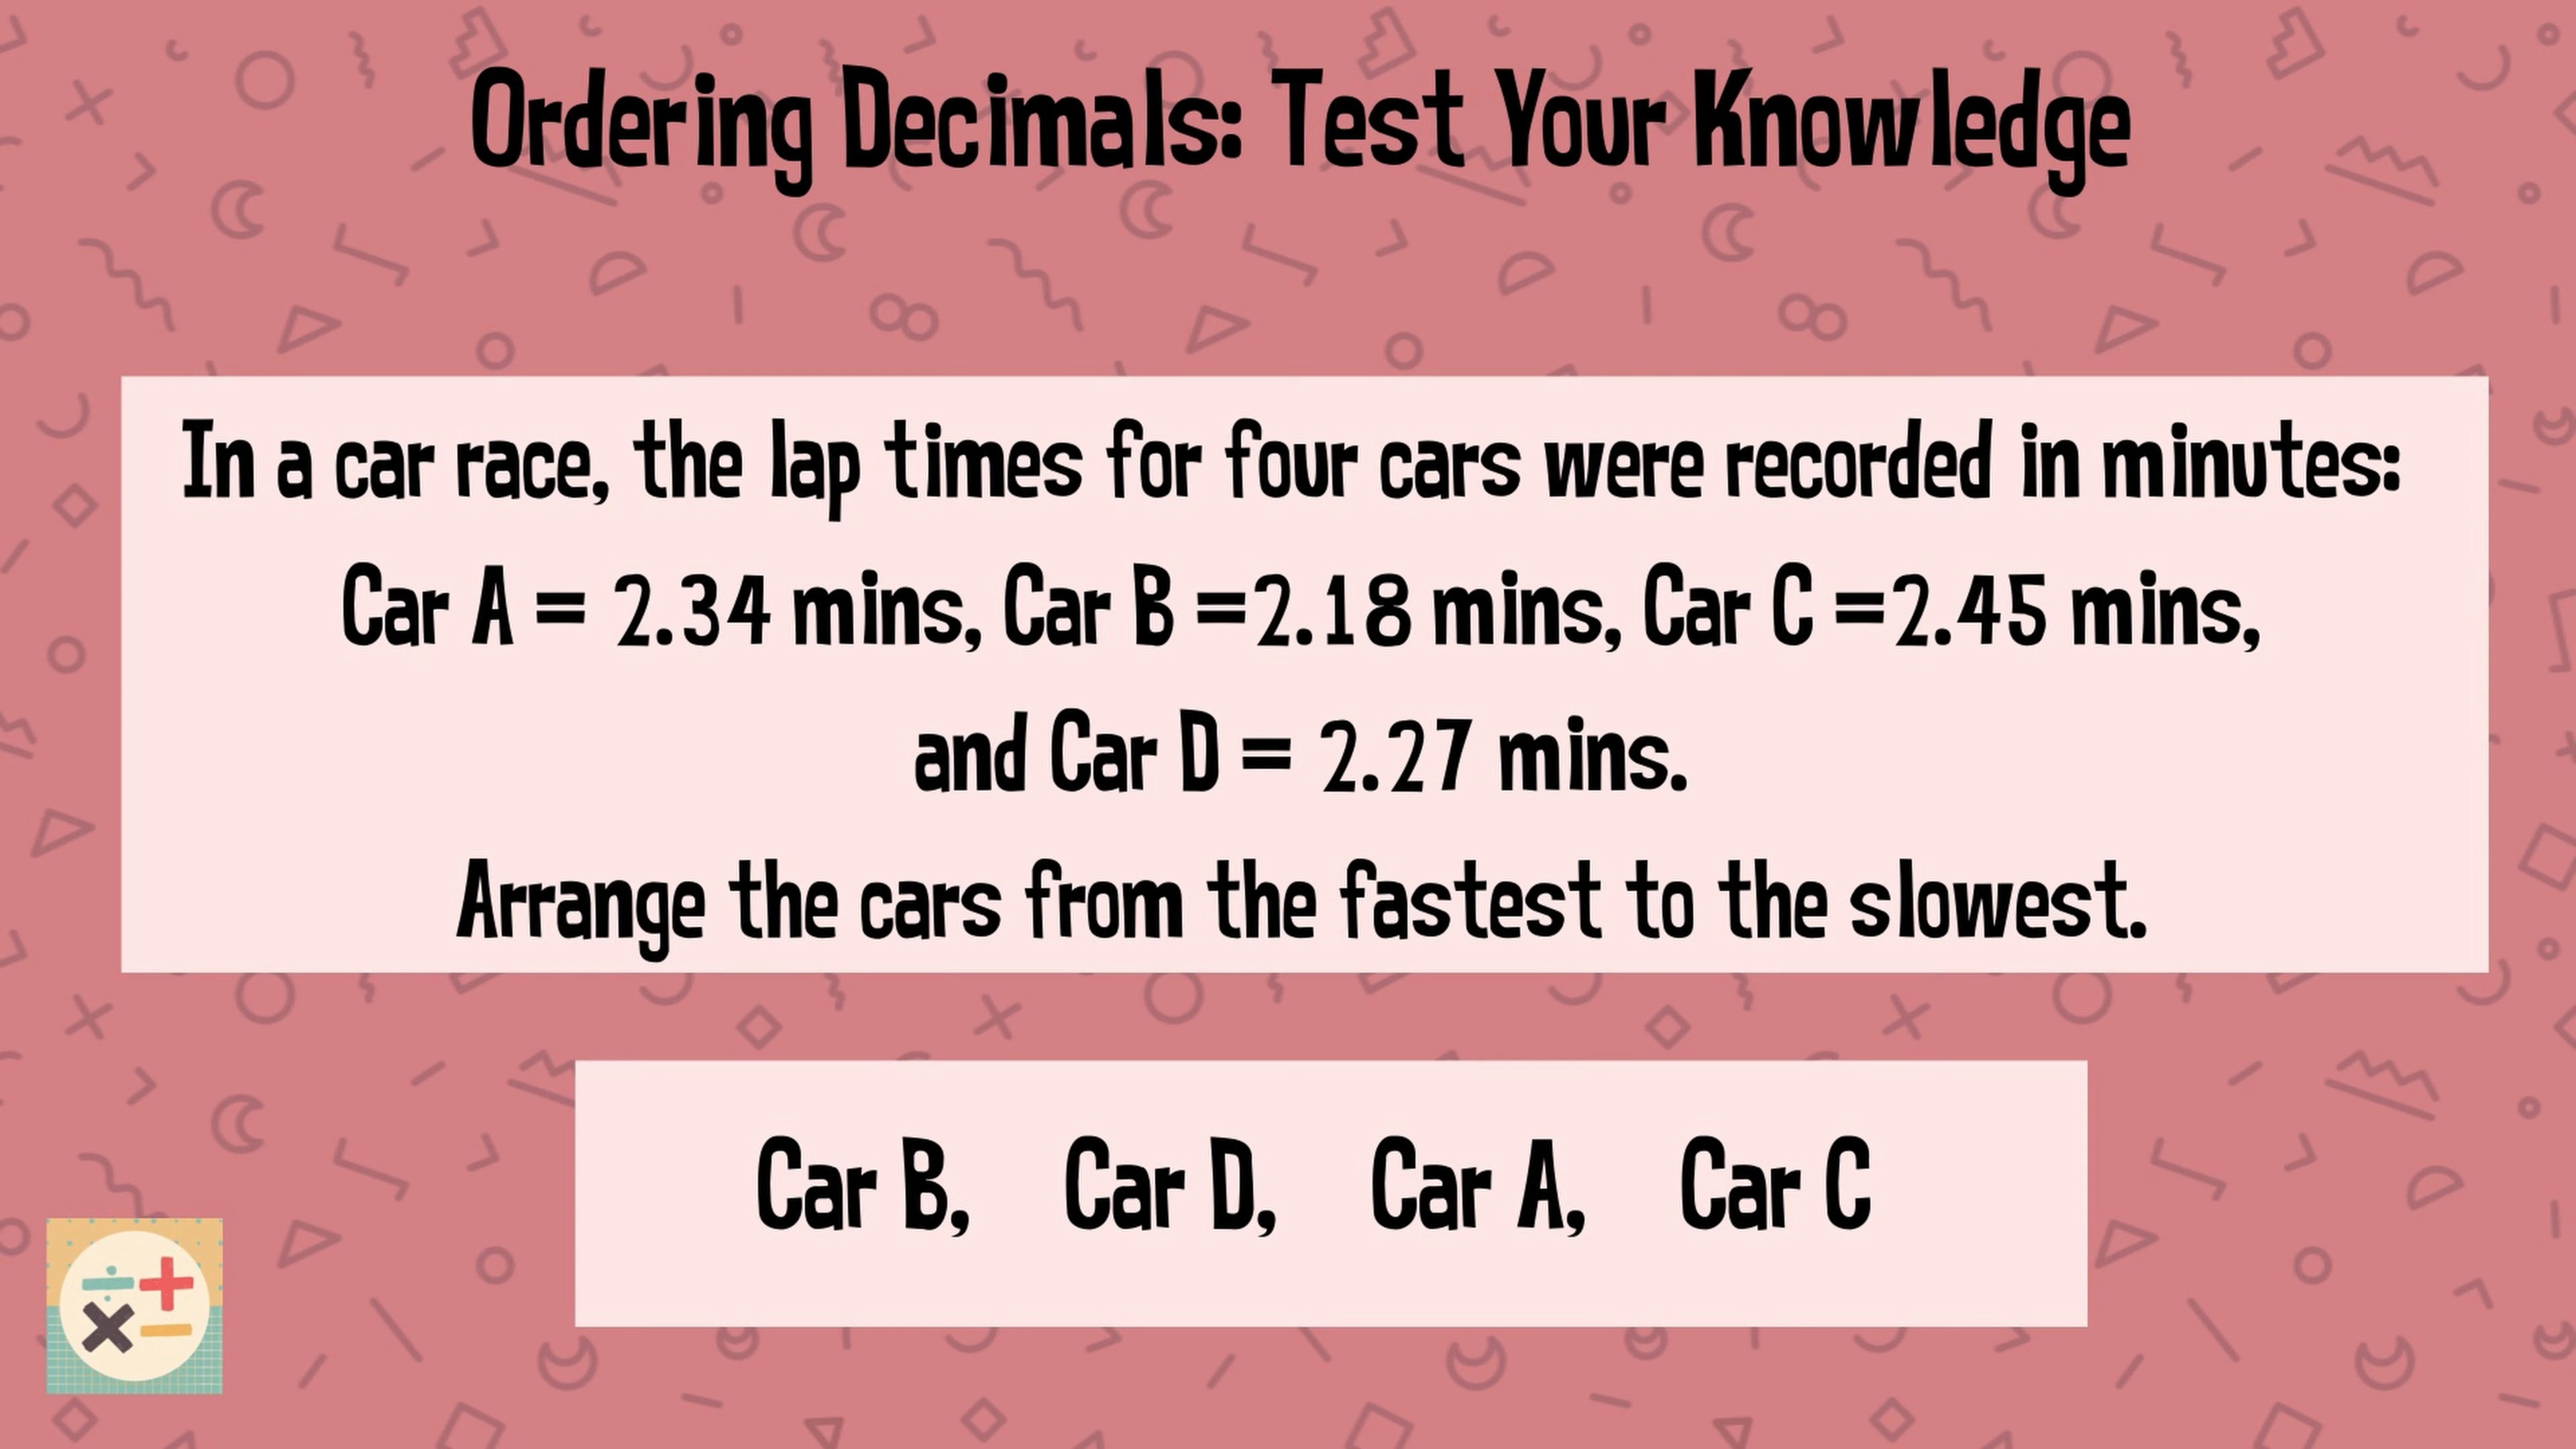 Ordering Decimals: Test Your Knowledge
In a car race, the lap times for four cars were recorded in minutes:
Car A = 2.34 mins, Car B =2.18 mins, Car C =2.45 mins,
and Car D = 2.27 mins.
Arrange the cars from the fastest to the slowest.
Car B, Car D, Car A, Car C